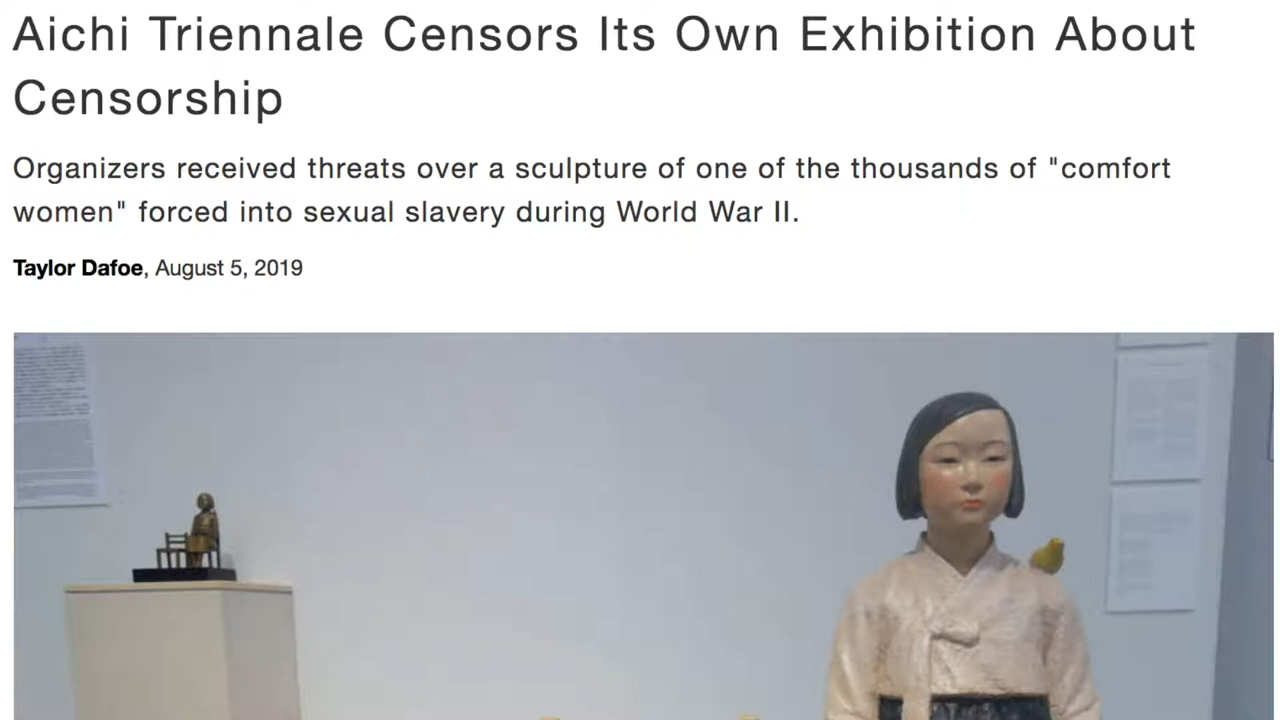 Aichi Triennale Censors Its Own Exhibition About
Censorship
Organizers received threats over a sculpture of one of the thousands of "comfort
women" forced into sexual slavery during World War II.
Taylor Dafoe, August 5, 2019